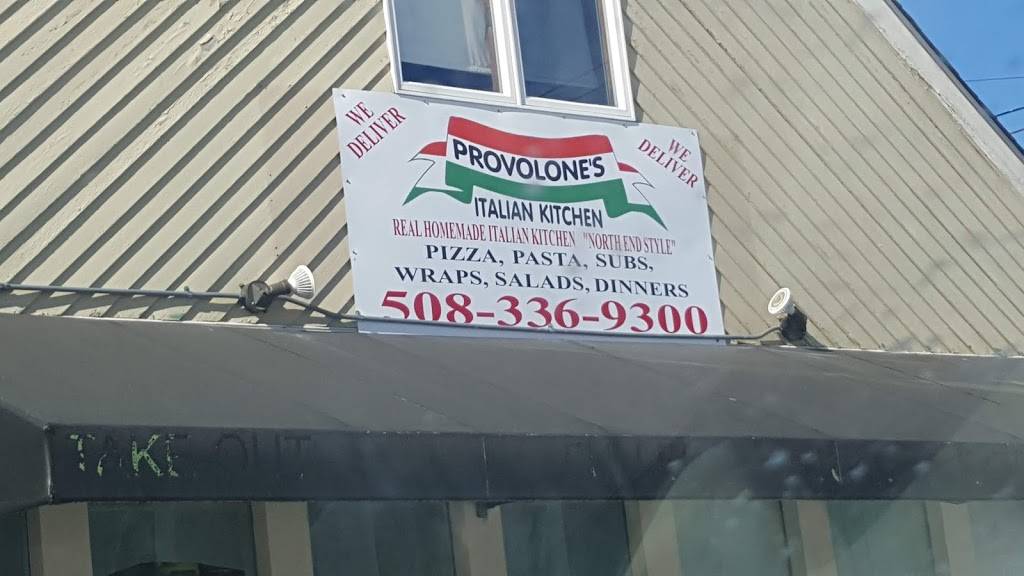 WE
DELIVER
WE
DELIVER
PROVOLONE'S
ITALIAN KITCHEN
REAL HOMEMADE ITALIAN KITCHEN "NORTH END STYLE"
PIZZA, PASTA, SUBS,
WRAPS, SALADS, DINNERS
508-336-9300
TAKE OUT